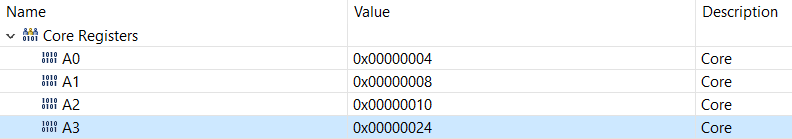 Name Value Description
Core Registers
A0 0x00000004 Core
A1 0x00000008 Core
A2 0x00000010 Core
A3 0x00000024 Core